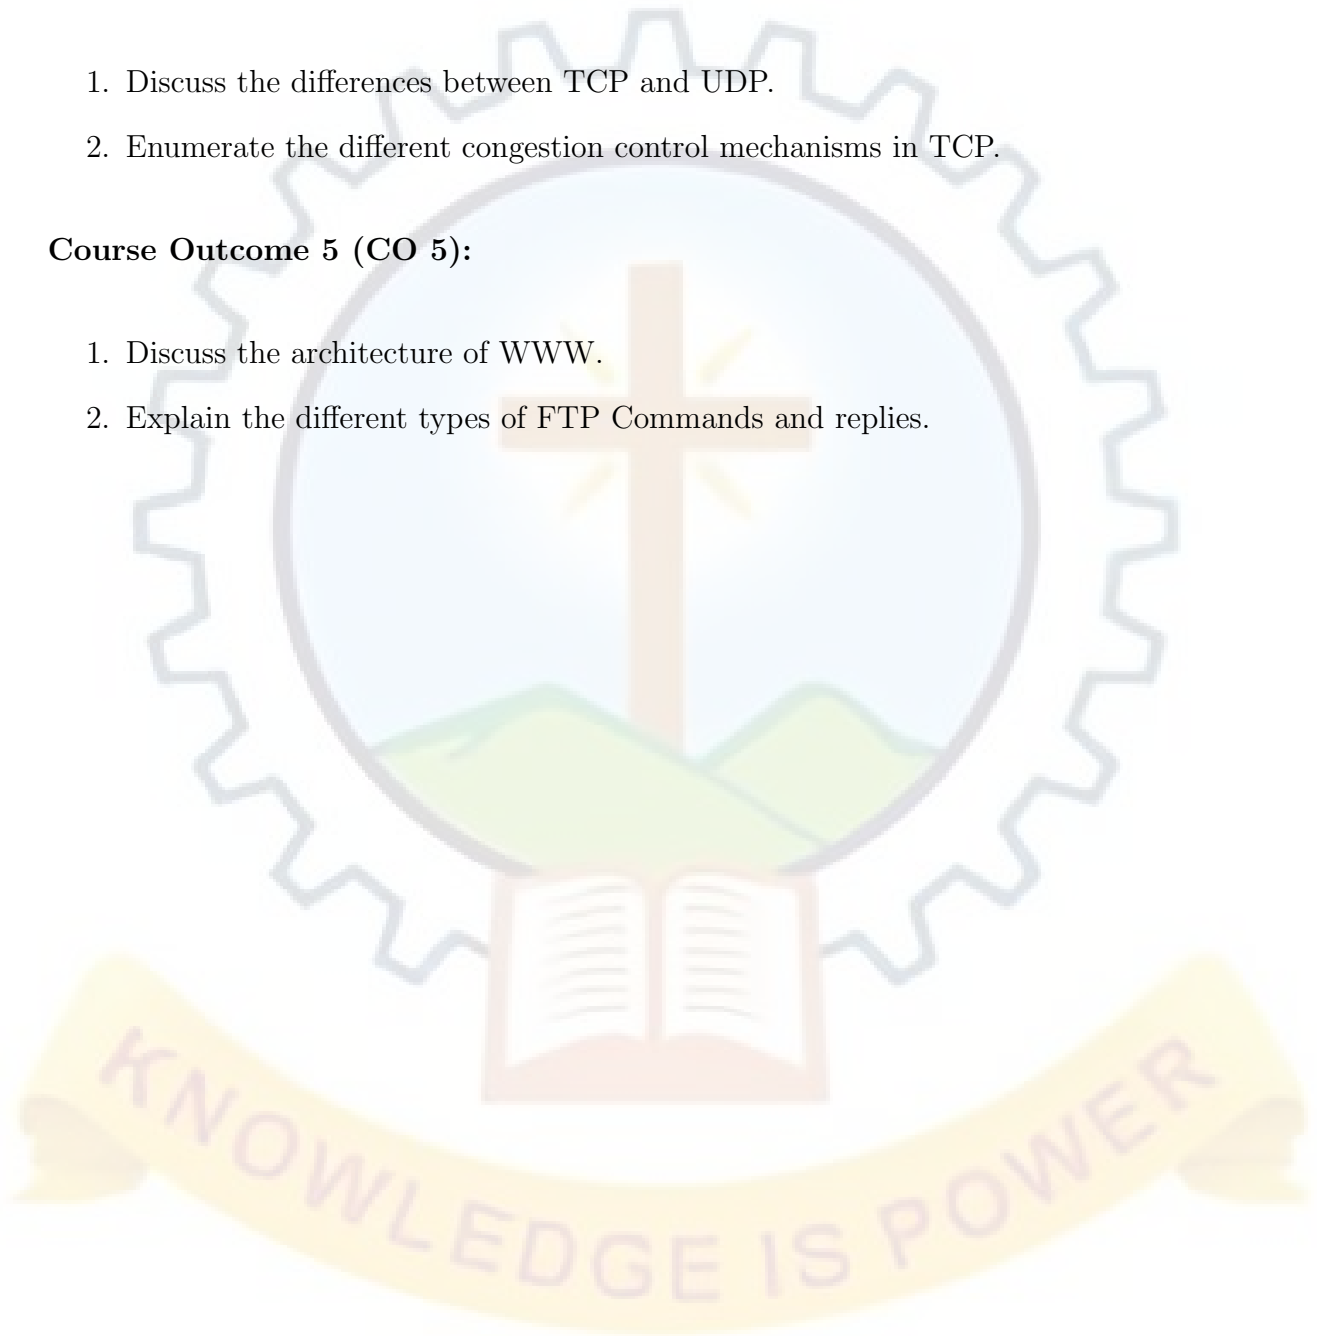 1. Discuss the differences between TCP and UDP.
2. Enumerate the different congestion control mechanisms in TCP.
Course Outcome 5 (CO 5):
1. Discuss the architecture of WWW.
2. Explain the different types of FTP Commands and replies.
KNOWLEDGE IS POWER